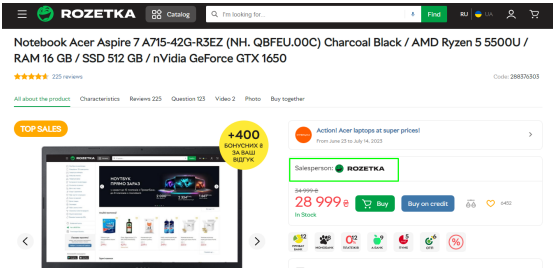 ROZETKA
Catalog
I'm looking for...
Find
RU
UA
Notebook Acer Aspire 7 A715-42G-R3EZ (NH. QBFEU.00C) Charcoal Black / AMD Ryzen 5 5500U /
RAM 16 GB / SSD 512 GB / nVidia GeForce GTX 1650
225 reviews
Code: 288376303
All about the product
Characteristics
Reviews 225
Question 123
Video 2
Photo
Buy together
TOP SALES
+400
БОНУСНИХ ₴
ЗА ВАШ
ВІДГУК
Action! Acer laptops at super prices!
From June 23 to July 14, 2023
Salesperson: ROZETKA
34 999 ₴
28 999 ₴
Buy
Buy on credit
6452
In Stock
НОУТБУК
ПРЯМО ЗАРАЗ